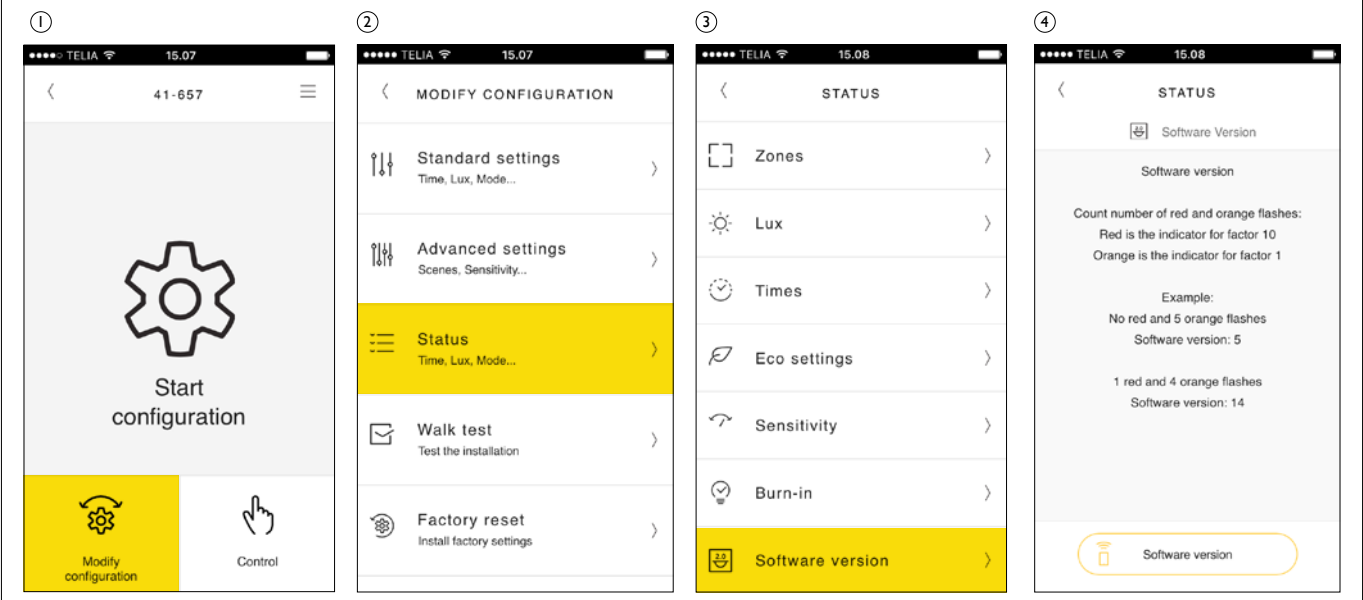 1
●●●●○ TELIA 15.07
41-657
Start
configuration
Modify
configuration
Control
2
●●●●● TELIA 15.07
MODIFY CONFIGURATION
Standard settings
Time, Lux, Mode...
Advanced settings
Scenes, Sensitivity...
Status
Time, Lux, Mode...
Walk test
Test the installation
Factory reset
Install factory settings
3
●●●●● TELIA 15.08
STATUS
Zones
Lux
Times
Eco settings
Sensitivity
Burn-in
2.0
Software version
4
●●●●● TELIA 15.08
STATUS
2.0 Software Version
Software version
Count number of red and orange flashes:
Red is the indicator for factor 10
Orange is the indicator for factor 1
Example:
No red and 5 orange flashes
Software version: 5
1 red and 4 orange flashes
Software version: 14
Software version